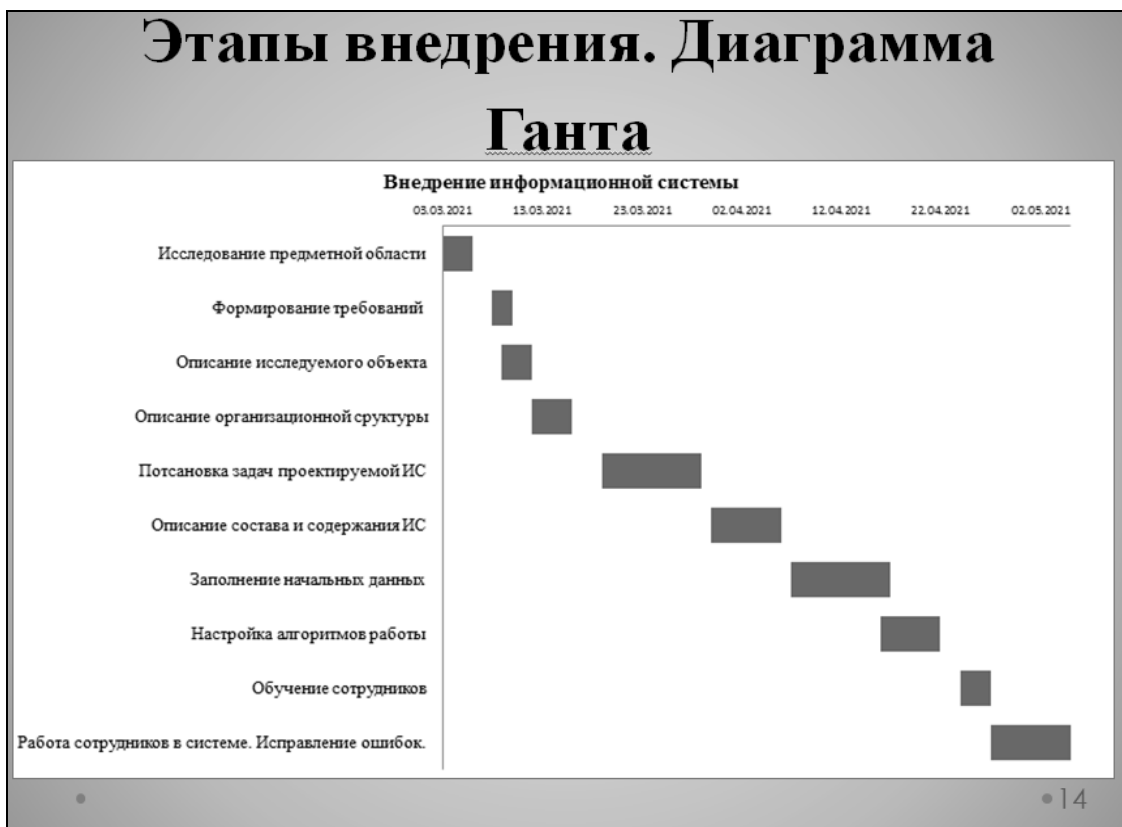 Этапы внедрения. Диаграмма
Ганта
Внедрение информационной системы
03.03.2021 13.03.2021 23.03.2021 02.04.2021 12.04.2021 22.04.2021 02.05.2021
Исследование предметной области
Формирование требований
Описание исследуемого объекта
Описание организационной сруктуры
Потсановка задач проектируемой ИС
Описание состава и содержания ИС
Заполнение начальных данных
Настройка алгоритмов работы
Обучение сотрудников
Работа сотрудников в системе. Исправление ошибок.
14